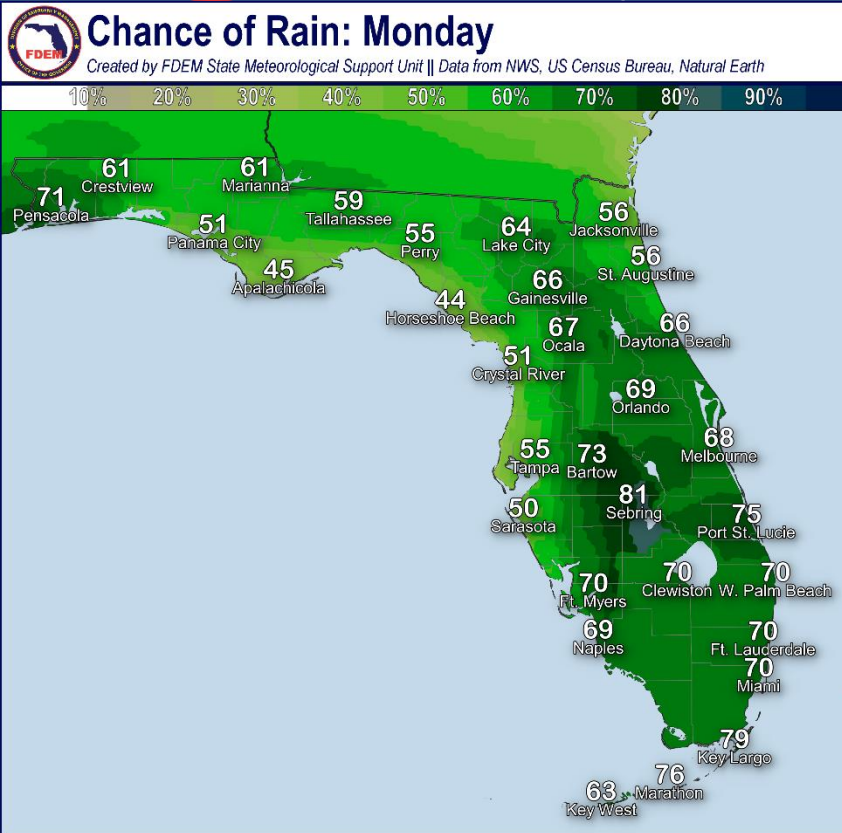 FDEM
Chance of Rain: Monday
Created by FDEM State Meteorological Support Unit || Data from NWS, US Census Bureau, Natural Earth
10% 20% 30% 40% 50% 60% 70% 80% 90%
61
Crestview
61
Marianna
71
Pensacola
59
Tallahassee
51
Panama City
55
Perry
64
Lake City
56
Jacksonville
45
Apalachicola
56
St. Augustine
44
Horseshoe Beach
66
Gainesville
67
Ocala
66
Daytona Beach
51
Crystal River
69
Orlando
55
Tampa
73
Bartow
68
Melbourne
50
Sarasota
81
Sebring
75
Port St. Lucie
70
Ft. Myers
70
Clewiston
70
W. Palm Beach
69
Naples
70
Ft. Lauderdale
70
Miami
79
Key Largo
76
Marathon
63
Key West